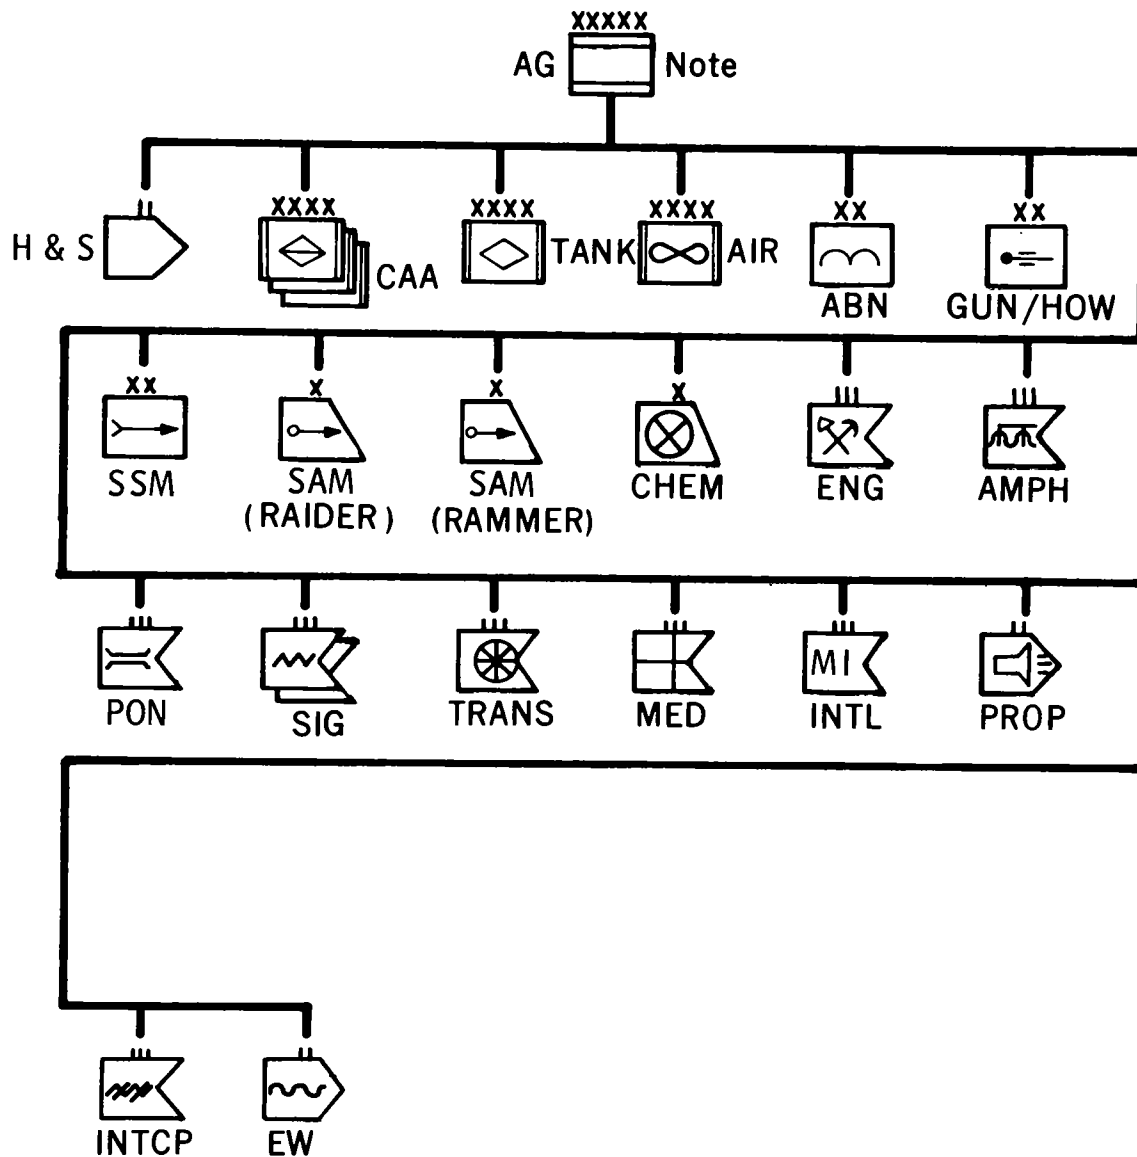 XXXXX
AG Note
H & S
XXXX
CAA
XXXX
TANK
XXXX
AIR
XX
ABN
XX
GUN/HOW
XX
SSM
X
SAM
(RAIDER)
X
SAM
(RAMMER)
X
CHEM
ENG
AMPH
PON
SIG
TRANS
MED
MI
INTL
PROP
INTCP
EW